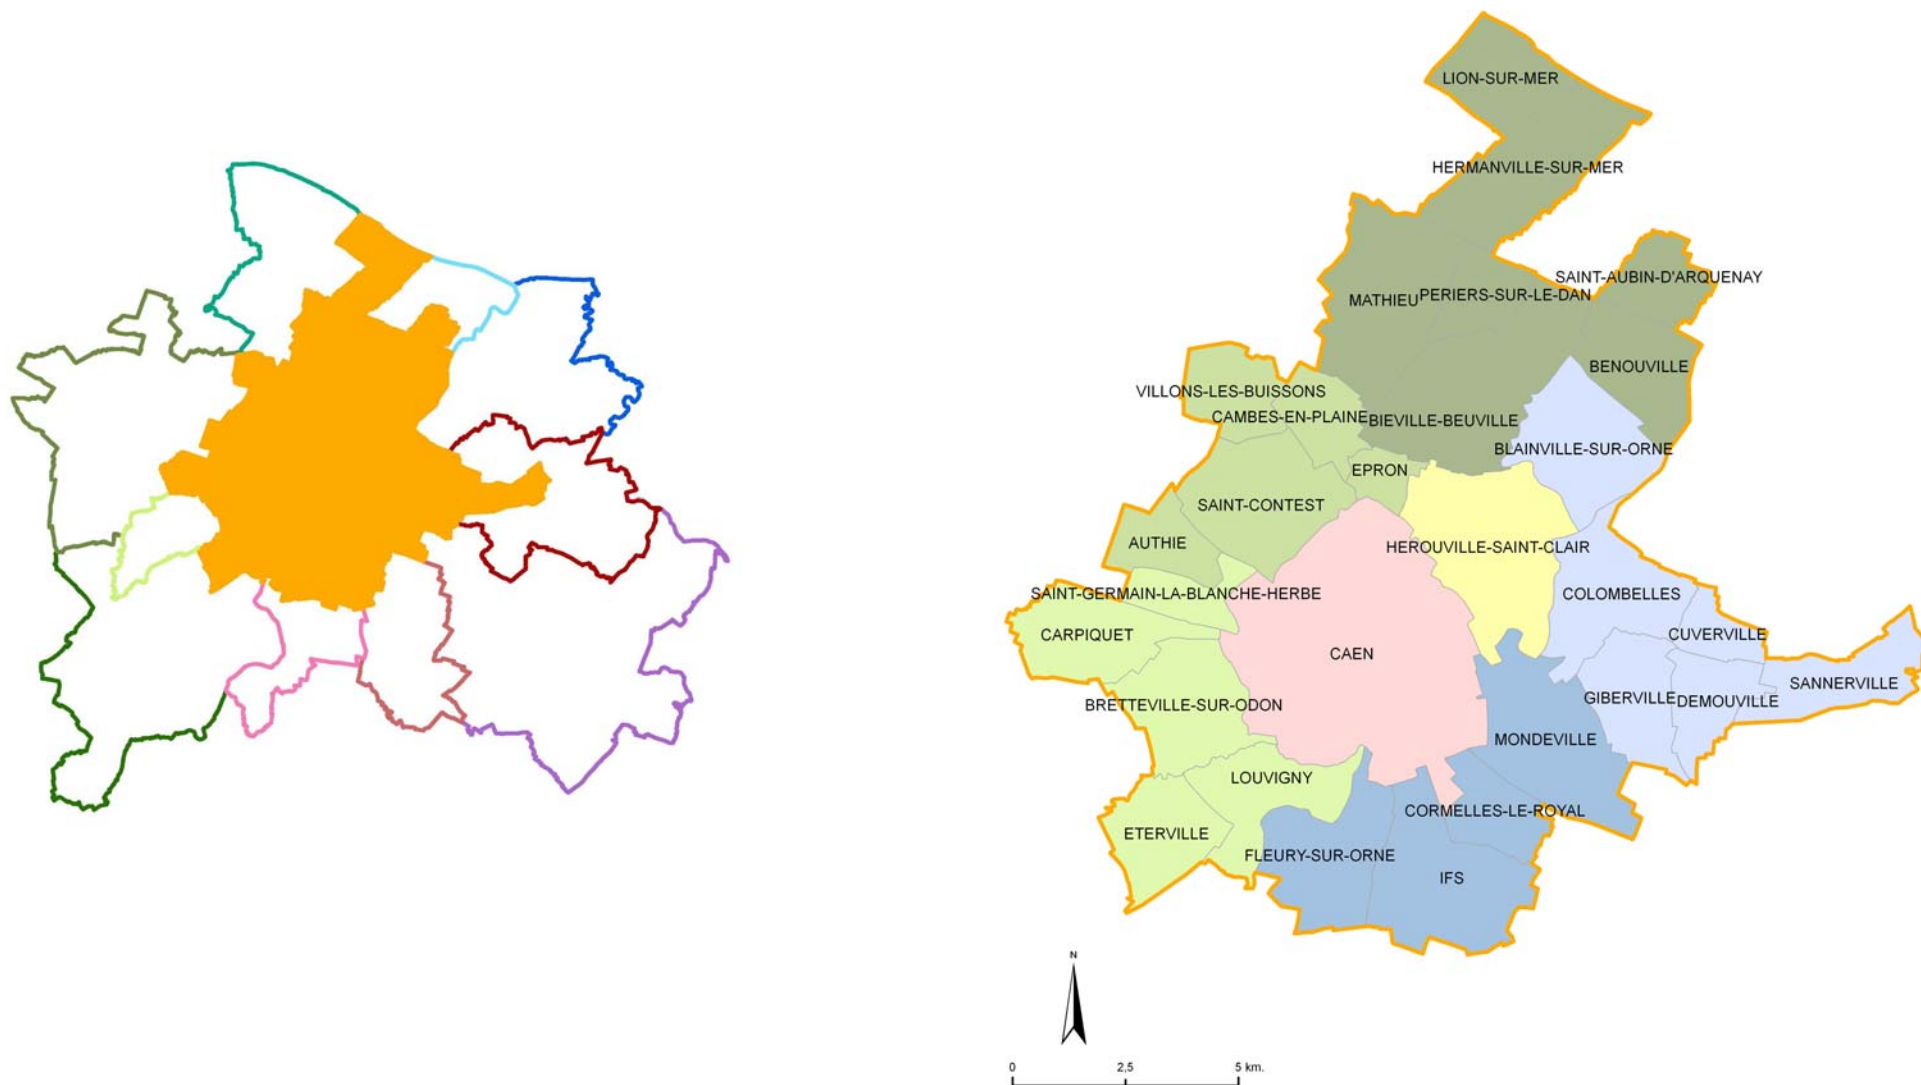 LION-SUR-MER
HERMANVILLE-SUR-MER
SAINT-AUBIN-D'ARQUENAY
MATHIEU
PERIERS-SUR-LE-DAN
BENOUVILLE
VILLONS-LES-BUISSONS
CAMBES-EN-PLAINE
BIEVILLE-BEUVILLE
BLAINVILLE-SUR-ORNE
EPRON
SAINT-CONTEST
AUTHIE
HEROUVILLE-SAINT-CLAIR
SAINT-GERMAIN-LA-BLANCHE-HERBE
COLOMBELLES
CARPIQUET
CUVERVILLE
CAEN
SANNERVILLE
BRETTEVILLE-SUR-ODON
GIBERVILLE
DEMOUVILLE
MONDEVILLE
LOUVIGNY
CORMELLES-LE-ROYAL
ETERVILLE
FLEURY-SUR-ORNE
IFS
N
0 2,5 5 km.